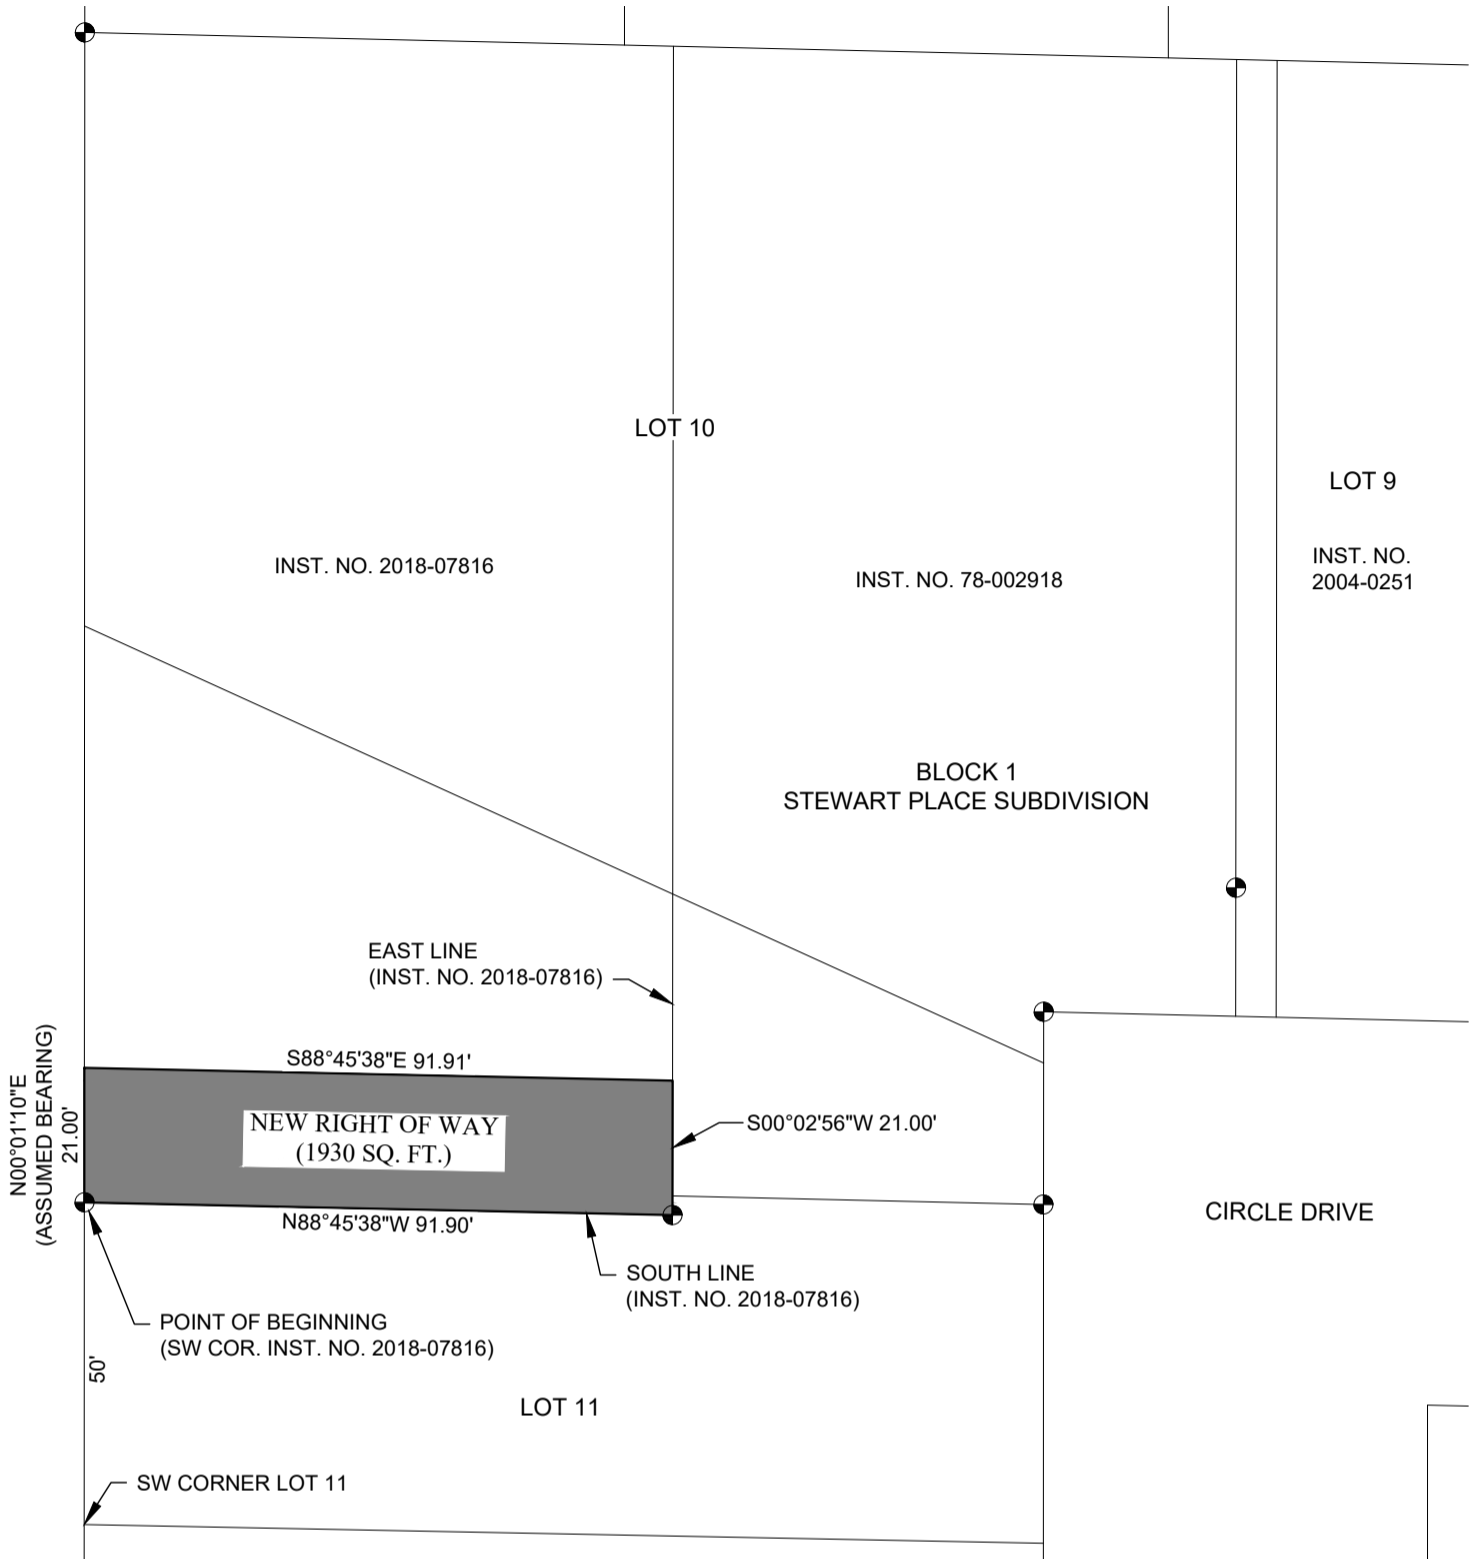 LOT 10
LOT 9
INST. NO. 2018-07816
INST. NO. 78-002918
INST. NO.
2004-0251
BLOCK 1
STEWART PLACE SUBDIVISION
EAST LINE
(INST. NO. 2018-07816)
N00°01'10"E
(ASSUMED BEARING)
21.00'
S88°45'38"E 91.91'
NEW RIGHT OF WAY
(1930 SQ. FT.)
S00°02'56"W 21.00'
N88°45'38"W 91.90'
CIRCLE DRIVE
SOUTH LINE
(INST. NO. 2018-07816)
POINT OF BEGINNING
(SW COR. INST. NO. 2018-07816)
50'
LOT 11
SW CORNER LOT 11